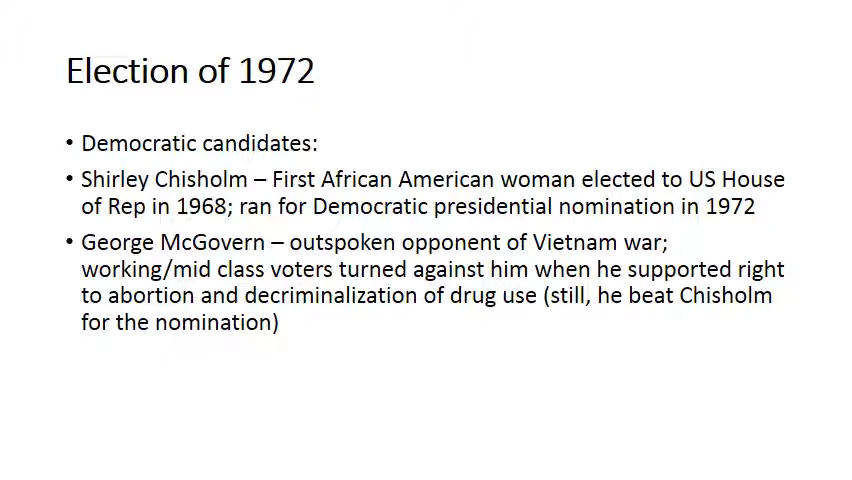 Election of 1972
• Democratic candidates:
• Shirley Chisholm – First African American woman elected to US House
of Rep in 1968; ran for Democratic presidential nomination in 1972
• George McGovern – outspoken opponent of Vietnam war;
working/mid class voters turned against him when he supported right
to abortion and decriminalization of drug use (still, he beat Chisholm
for the nomination)